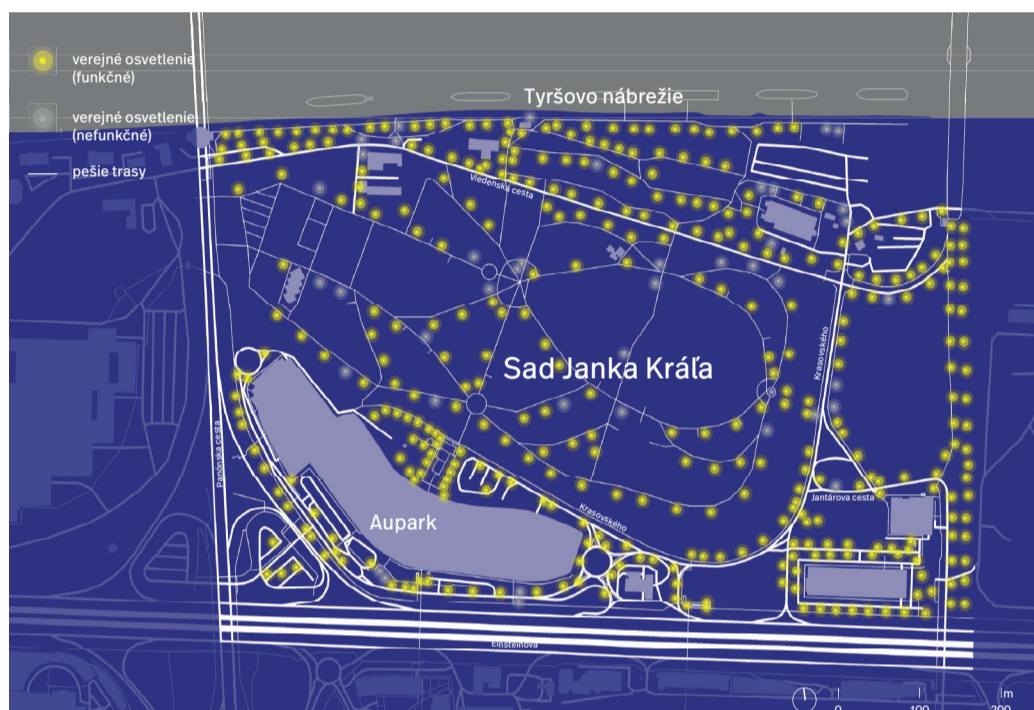 verejné osvetlenie
(funkčné)
verejné osvetlenie
(nefunkčné)
pešie trasy
Tyršovo nábrežie
Viedenská cesta
Sad Janka Kráľa
Krasovského
Panónska cesta
Aupark
Krasovského
Jantárova cesta
Einsteinova
m
0 100 200